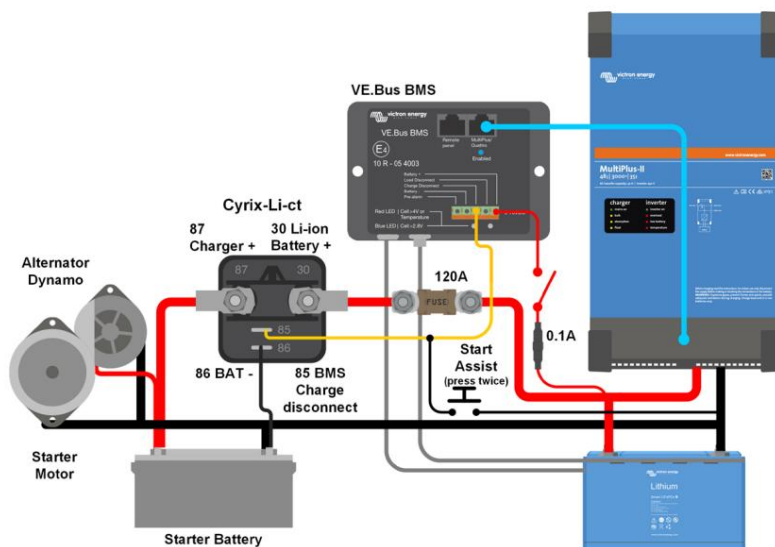 VE.Bus BMS
victron energy
VE.Bus BMS
E4
10 R - 05 4003
Remote
panel
MultiPlus/
Quattro
Enabled
Battery +
Load Disconnect
Charge Disconnect
Battery -
Pre-alarm
Red LED | Cell>4V or
Temperature
Blue LED | Cell>2.8V
victron energy
MultiPlus-II
charger
inverter
Cyrix-Li-ct
87
Charger +
30 Li-ion
Battery +
87
30
85
86
Alternator
Dynamo
120A
FUSE
0.1A
Start
Assist
(press twice)
86 BAT -
85 BMS
Charge
disconnect
Starter
Motor
Starter Battery
victron energy
Lithium